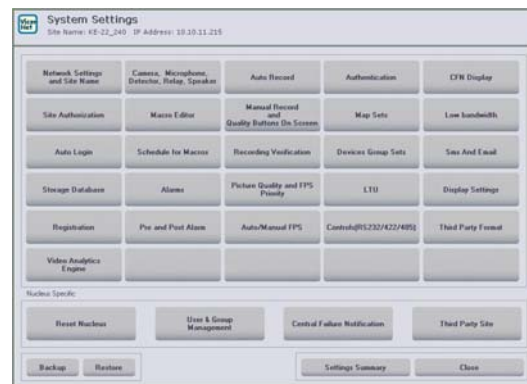 Vicon
Net
System Settings
Site Name: KE-22_240 IP Address: 10.10.11.215
Network Settings
and Site Name
Camera, Microphone,
Detector, Relay, Speaker
Auto Record
Authentication
CFN Display
Site Authorization
Macro Editor
Manual Record
and
Quality Buttons On Screen
Map Sets
Low bandwidth
Auto Login
Schedule for Macros
Recording Verification
Devices Group Sets
Sms And Email
Storage Database
Alarms
Picture Quality and FPS
Priority
LTU
Display Settings
Registration
Pre and Post Alarm
Auto/Manual FPS
Controls(RS232/422/485)
Third Party Format
Video Analytics
Engine
Nucleus Specific
Reset Nucleus
User & Group
Management
Central Failure Notification
Third Party Site
Backup
Restore
Settings Summary
Close